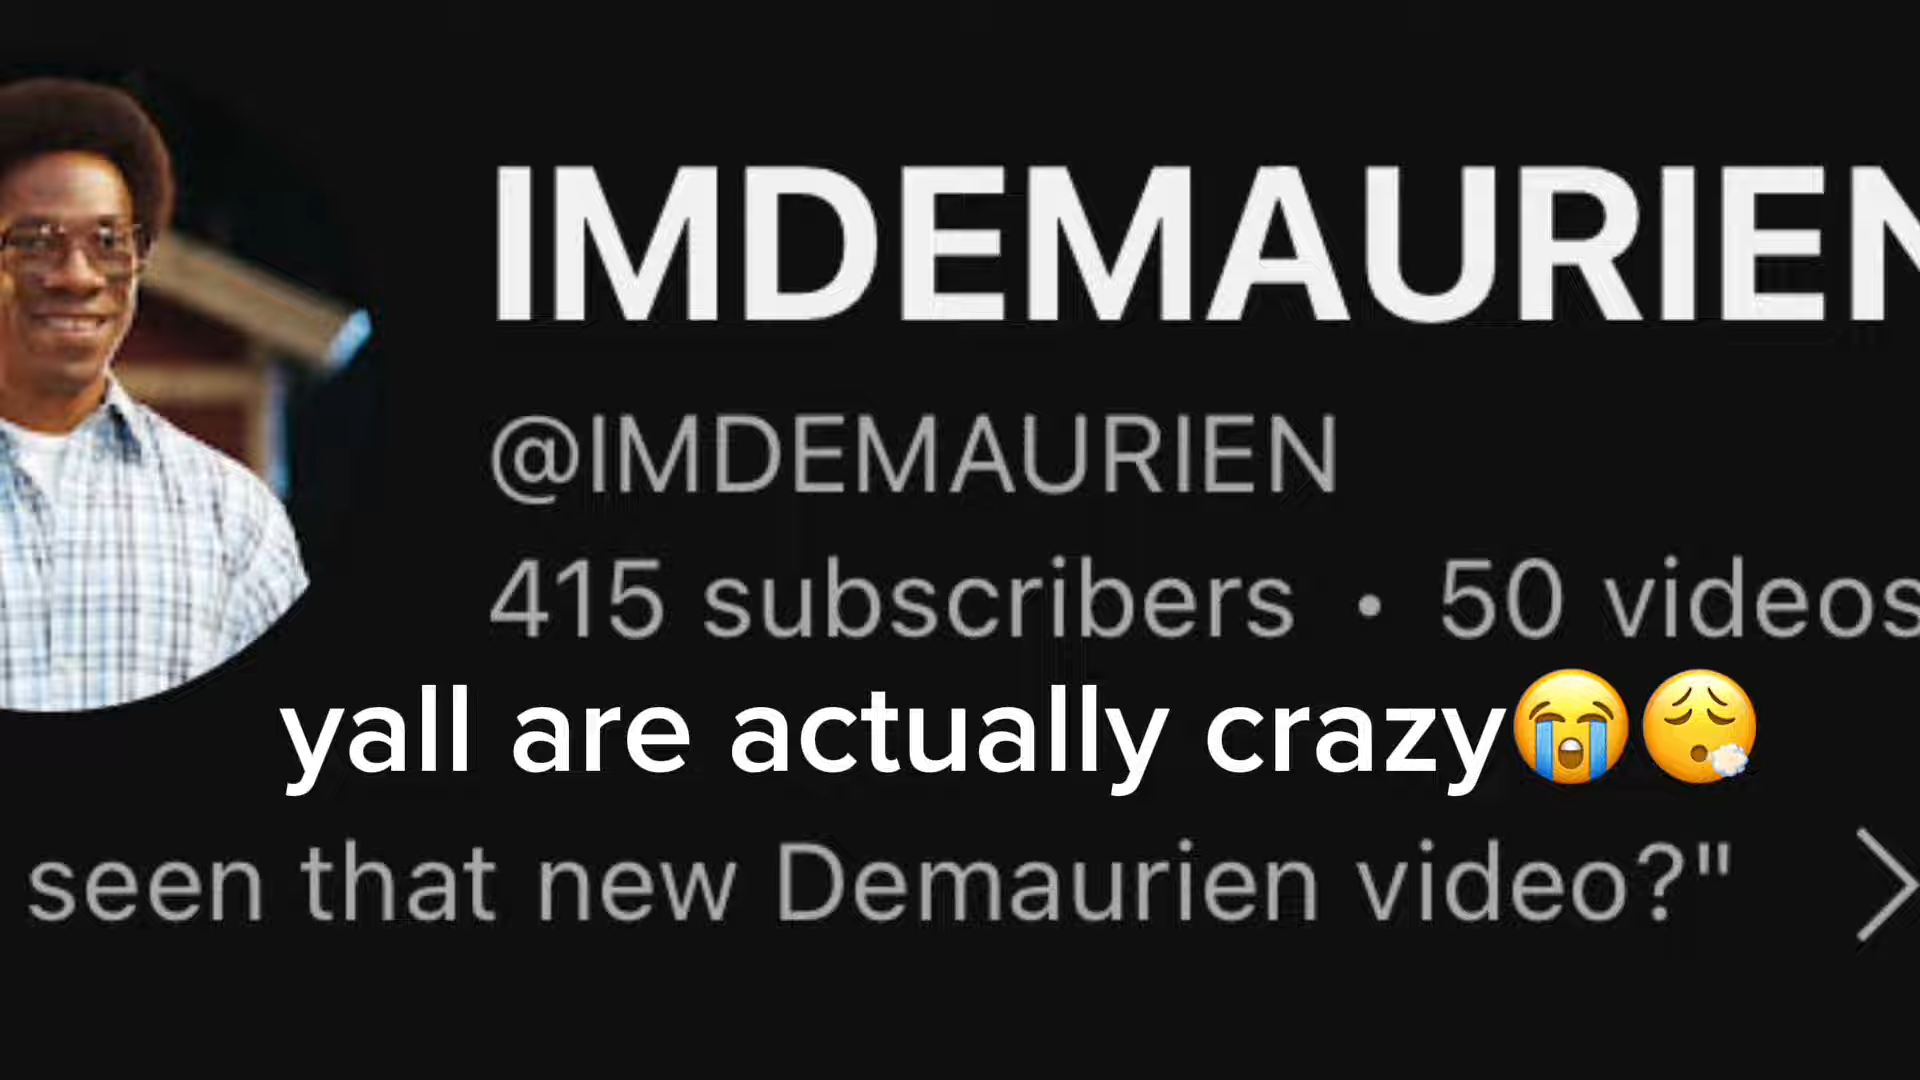 IMDEMAURIEN
@IMDEMAURIEN
415 subscribers • 50 videos
yall are actually crazy😭😮‍💨
seen that new Demaurien video?"